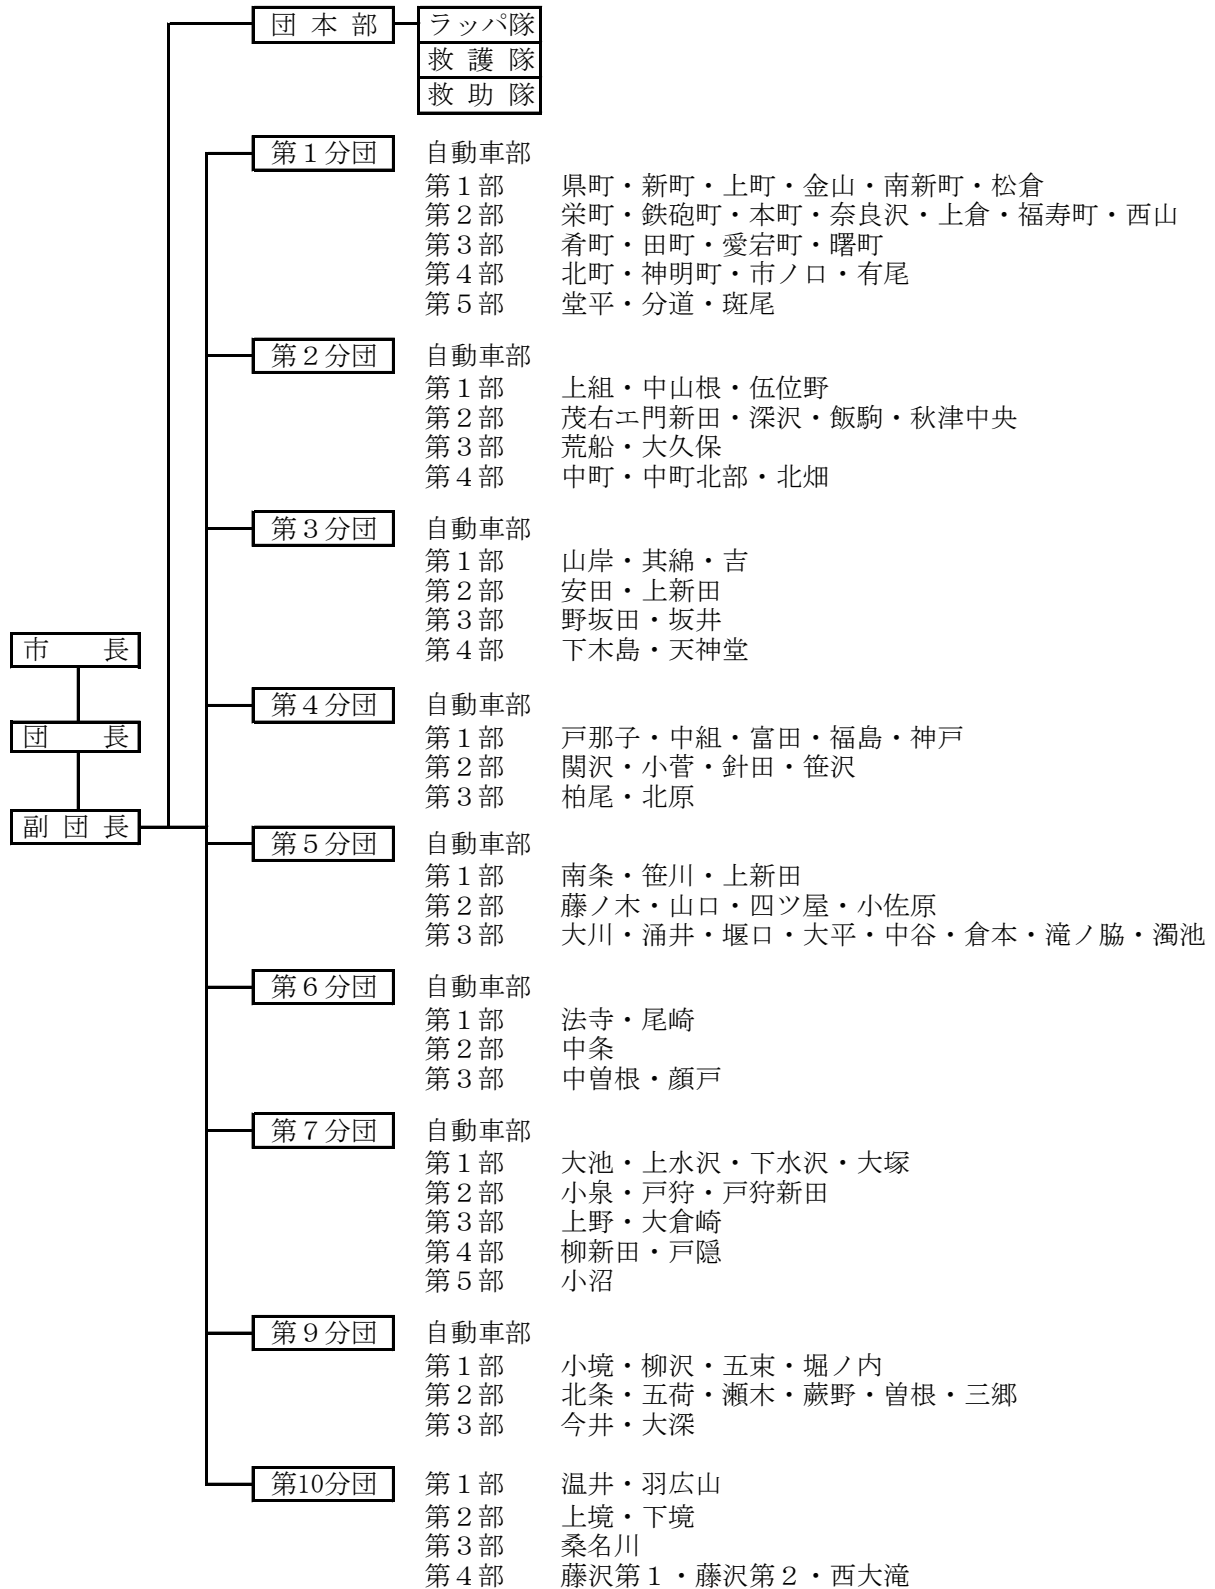 団本部 ラッパ隊
救護隊
救助隊
第１分団 自動車部
第１部 県町・新町・上町・金山・南新町・松倉
第２部 栄町・鉄砲町・本町・奈良沢・上倉・福寿町・西山
第３部 肴町・田町・愛宕町・曙町
第４部 北町・神明町・市ノ口・有尾
第５部 堂平・分道・斑尾
第２分団 自動車部
第１部 上組・中山根・伍位野
第２部 茂右エ門新田・深沢・飯駒・秋津中央
第３部 荒船・大久保
第４部 中町・中町北部・北畑
第３分団 自動車部
第１部 山岸・其綿・吉
第２部 安田・上新田
第３部 野坂田・坂井
第４部 下木島・天神堂
市長
団長
副団長
第４分団 自動車部
第１部 戸那子・中組・富田・福島・神戸
第２部 関沢・小菅・針田・笹沢
第３部 柏尾・北原
第５分団 自動車部
第１部 南条・笹川・上新田
第２部 藤ノ木・山口・四ツ屋・小佐原
第３部 大川・涌井・堰口・大平・中谷・倉本・滝ノ脇・濁池
第６分団 自動車部
第１部 法寺・尾崎
第２部 中条
第３部 中曽根・顔戸
第７分団 自動車部
第１部 大池・上水沢・下水沢・大塚
第２部 小泉・戸狩・戸狩新田
第３部 上野・大倉崎
第４部 柳新田・戸隠
第５部 小沼
第９分団 自動車部
第１部 小境・柳沢・五束・堀ノ内
第２部 北条・五荷・瀬木・蕨野・曽根・三郷
第３部 今井・大深
第10分団 第１部 温井・羽広山
第２部 上境・下境
第３部 桑名川
第４部 藤沢第１・藤沢第２・西大滝